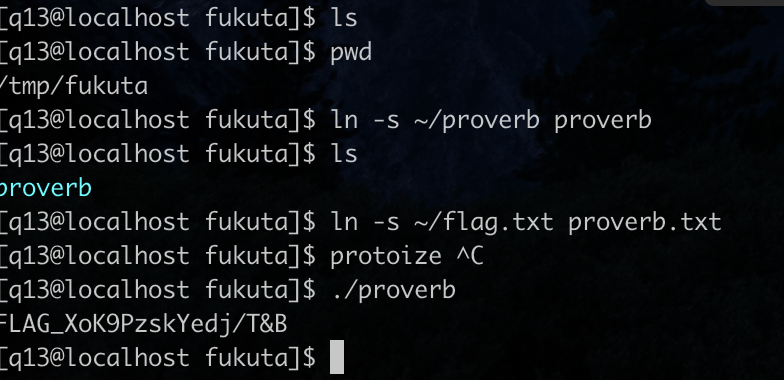 [q13@localhost fukuta]$ ls
[q13@localhost fukuta]$ pwd
/tmp/fukuta
[q13@localhost fukuta]$ ln -s ~/proverb proverb
[q13@localhost fukuta]$ ls
proverb
[q13@localhost fukuta]$ ln -s ~/flag.txt proverb.txt
[q13@localhost fukuta]$ protoize ^C
[q13@localhost fukuta]$ ./proverb
FLAG_XoK9PzskYedj/T&B
[q13@localhost fukuta]$